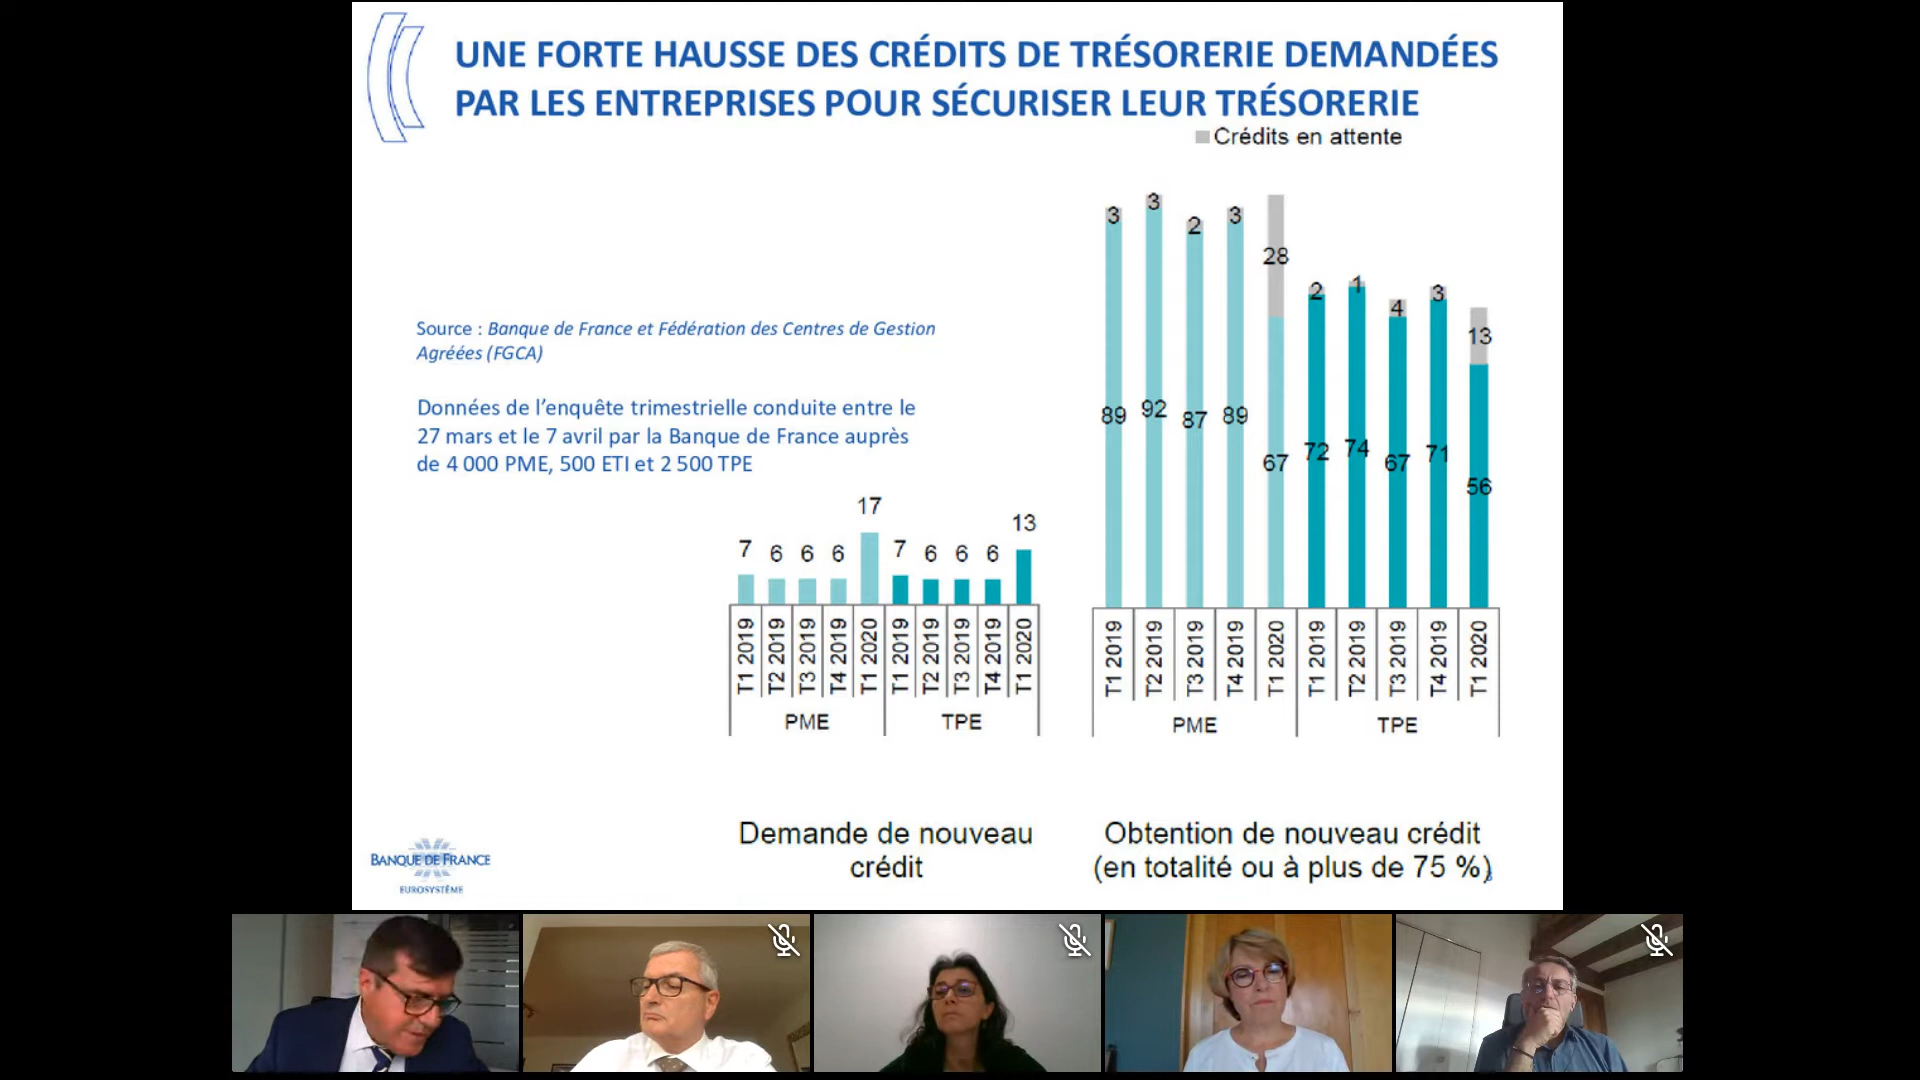 UNE FORTE HAUSSE DES CRÉDITS DE TRÉSORERIE DEMANDÉES
PAR LES ENTREPRISES POUR SÉCURISER LEUR TRÉSORERIE
Crédits en attente
Source : Banque de France et Fédération des Centres de Gestion
Agréées (FGCA)
Données de l’enquête trimestrielle conduite entre le
27 mars et le 7 avril par la Banque de France auprès
de 4 000 PME, 500 ETI et 2 500 TPE
7 6 6 6 17 7 6 6 6 13
T1 2019 T2 2019 T3 2019 T4 2019 T1 2020 T1 2019 T2 2019 T3 2019 T4 2019 T1 2020
PME TPE
Demande de nouveau
crédit
3 3 2 3 28 2 1 4 3 13
89 92 87 89 67 72 74 67 71 56
T1 2019 T2 2019 T3 2019 T4 2019 T1 2020 T1 2019 T2 2019 T3 2019 T4 2019 T1 2020
PME TPE
Obtention de nouveau crédit
(en totalité ou à plus de 75 %)
BANQUE DE FRANCE
EUROSYSTÈME